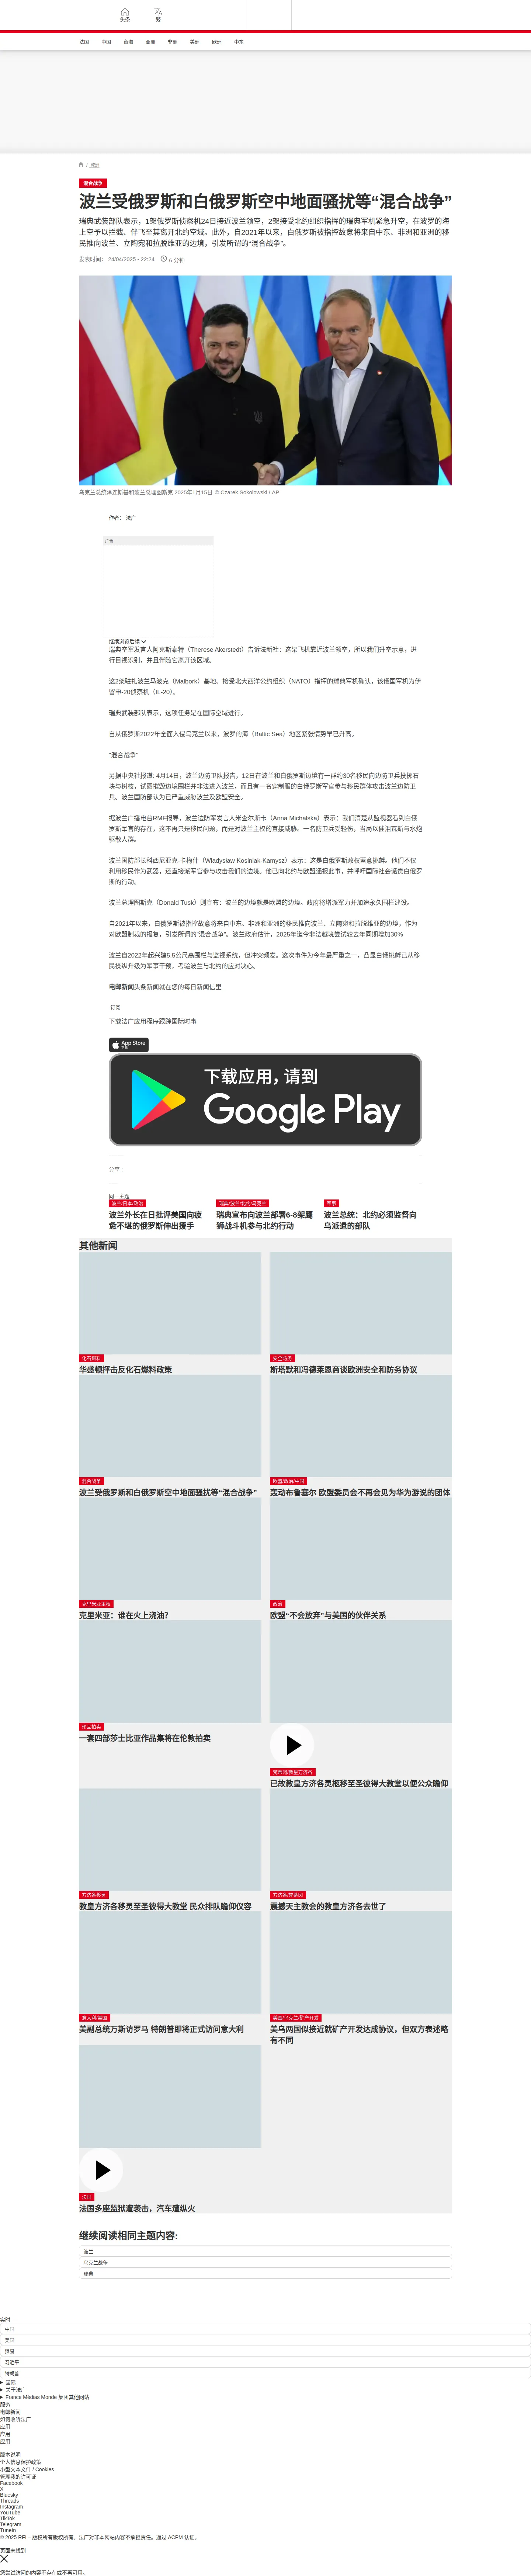 头条
繁
法国
中国
台海
亚洲
非洲
美洲
欧洲
中东
/ 欧洲
混合战争
波兰受俄罗斯和白俄罗斯空中地面骚扰等“混合战争”
瑞典武装部队表示，1架俄罗斯侦察机24日接近波兰领空，2架接受北约组织指挥的瑞典军机紧急升空，在波罗的海
上空予以拦截、伴飞至其离开北约空域。此外，自2021年以来，白俄罗斯被指控故意将来自中东、非洲和亚洲的移
民推向波兰、立陶宛和拉脱维亚的边境，引发所谓的“混合战争”。
发表时间： 24/04/2025 - 22:24
6 分钟
乌克兰总统泽连斯基和波兰总理图斯克 2025年1月15日 © Czarek Sokolowski / AP
作者： 法广
广告
继续浏览后续
瑞典空军发言人阿克斯泰特（Therese Akerstedt）告诉法新社：这架飞机靠近波兰领空，所以我们升空示意，进
行目视识别，并且伴随它离开该区域。
这2架驻扎波兰马波克（Malbork）基地、接受北大西洋公约组织（NATO）指挥的瑞典军机确认，该俄国军机为伊
留申-20侦察机（IL-20）。
瑞典武装部队表示，这项任务是在国际空域进行。
自从俄罗斯2022年全面入侵乌克兰以来，波罗的海（Baltic Sea）地区紧张情势早已升高。
“混合战争”
另据中央社报道: 4月14日，波兰边防卫队报告，12日在波兰和白俄罗斯边境有一群约30名移民向边防卫兵投掷石
块与树枝，试图摧毁边境围栏并非法进入波兰，而且有一名穿制服的白俄罗斯军官参与移民群体攻击波兰边防卫
兵。波兰国防部认为已严重威胁波兰及欧盟安全。
据波兰广播电台RMF报导，波兰边防军发言人米查尔斯卡（Anna Michalska）表示：我们清楚从监视器看到白俄
罗斯军官的存在，这不再只是移民问题，而是对波兰主权的直接威胁。一名防卫兵受轻伤，当局以催泪瓦斯与水炮
驱散人群。
波兰国防部长科西尼亚克-卡梅什（Władysław Kosiniak-Kamysz）表示：这是白俄罗斯政权蓄意挑衅。他们不仅
利用移民作为武器，还直接派军官参与攻击我们的边境。他已向北约与欧盟通报此事，并呼吁国际社会谴责白俄罗
斯的行动。
波兰总理图斯克（Donald Tusk）则宣布：波兰的边境就是欧盟的边境。政府将增派军力并加速永久围栏建设。
自2021年以来，白俄罗斯被指控故意将来自中东、非洲和亚洲的移民推向波兰、立陶宛和拉脱维亚的边境，作为
对欧盟制裁的报复，引发所谓的“混合战争”。波兰政府估计，2025年迄今非法越境尝试较去年同期增加30%
波兰自2022年起兴建5.5公尺高围栏与监视系统，但冲突频发。这次事件为今年最严重之一，凸显白俄挑衅已从移
民操纵升级为军事干预，考验波兰与北约的应对决心。
电邮新闻头条新闻就在您的每日新闻信里
订阅
下载法广应用程序跟踪国际时事
App Store
下载
下载应用，请到
Google Play
分享 :
同一主题
波兰/日本/政治
波兰外长在日批评美国向疲
惫不堪的俄罗斯伸出援手
瑞典/波兰/北约/乌克兰
瑞典宣布向波兰部署6-8架鹰
狮战斗机参与北约行动
军事
波兰总统：北约必须监督向
乌派遣的部队
其他新闻
化石燃料
华盛顿抨击反化石燃料政策
安全防务
斯塔默和冯德莱恩商谈欧洲安全和防务协议
混合战争
波兰受俄罗斯和白俄罗斯空中地面骚扰等“混合战争”
欧盟/政治/中国
轰动布鲁塞尔 欧盟委员会不再会见为华为游说的团体
克里米亚主权
克里米亚：谁在火上浇油？
政治
欧盟“不会放弃”与美国的伙伴关系
珍品拍卖
一套四部莎士比亚作品集将在伦敦拍卖
梵蒂冈/教皇方济各
已故教皇方济各灵柩移至圣彼得大教堂以便公众瞻仰
方济各移灵
教皇方济各移灵至圣彼得大教堂 民众排队瞻仰仪容
方济各/梵蒂冈
震撼天主教会的教皇方济各去世了
意大利/美国
美副总统万斯访罗马 特朗普即将正式访问意大利
美国/乌克兰/矿产开发
美乌两国似接近就矿产开发达成协议，但双方表述略
有不同
法国
法国多座监狱遭袭击，汽车遭纵火
继续阅读相同主题内容:
波兰
乌克兰战争
瑞典
实时
中国
美国
贸易
习近平
特朗普
国际
关于法广
France Médias Monde 集团其他网站
服务
电邮新闻
如何收听法广
应用
应用
应用
版本说明
个人信息保护政策
小型文本文件 / Cookies
管理我的许可证
Facebook
X
Bluesky
Threads
Instagram
YouTube
TikTok
Telegram
TuneIn
© 2025 RFI – 版权所有版权所有。法广对非本网站内容不承担责任。通过 ACPM 认证。
页面未找到
您尝试访问的内容不存在或不再可用。